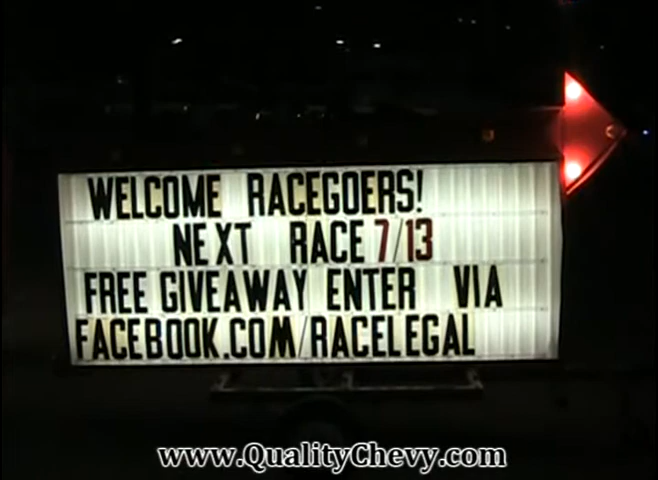 WELCOME RACEGOERS!
NEXT RACE 7/13
FREE GIVEAWAY ENTER VIA
FACEBOOK.COM/RACELEGAL
www.QualityChevy.com